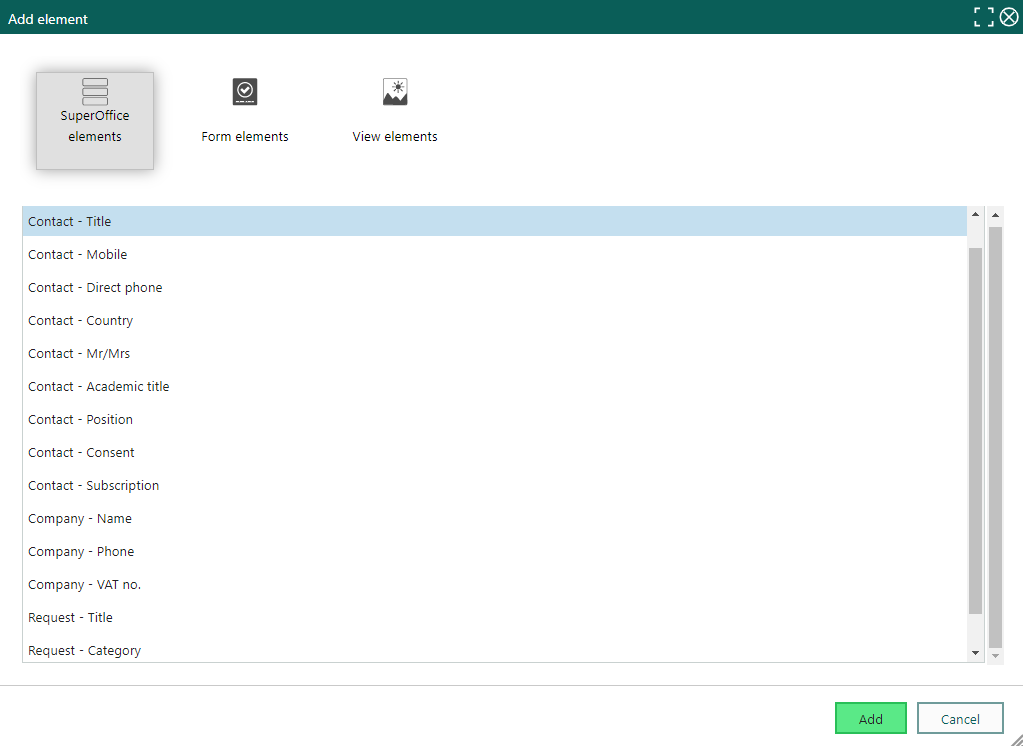 Add element
SuperOffice
elements
Form elements
View elements
Contact - Title
Contact - Mobile
Contact - Direct phone
Contact - Country
Contact - Mr/Mrs
Contact - Academic title
Contact - Position
Contact - Consent
Contact - Subscription
Company - Name
Company - Phone
Company - VAT no.
Request - Title
Request - Category
Add
Cancel